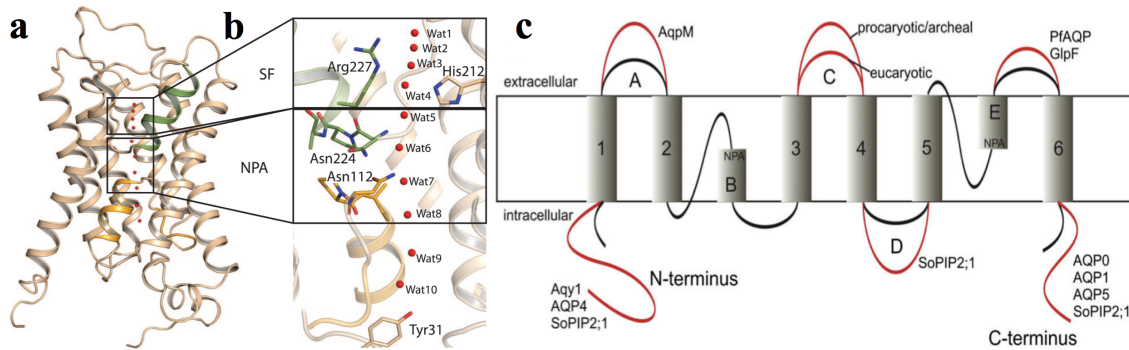 a
b
c
SF
NPA
Arg227
His212
Asn224
Asn112
Tyr31
Wat1
Wat2
Wat3
Wat4
Wat5
Wat6
Wat7
Wat8
Wat9
Wat10
AqpM
procaryotic/archeal
eucaryotic
PfAQP
GlpF
extracellular
intracellular
A
C
E
1
2
B
NPA
3
4
5
NPA
6
D
SoPIP2;1
N-terminus
Aqy1
AQP4
SoPIP2;1
AQP0
AQP1
AQP5
SoPIP2;1
C-terminus